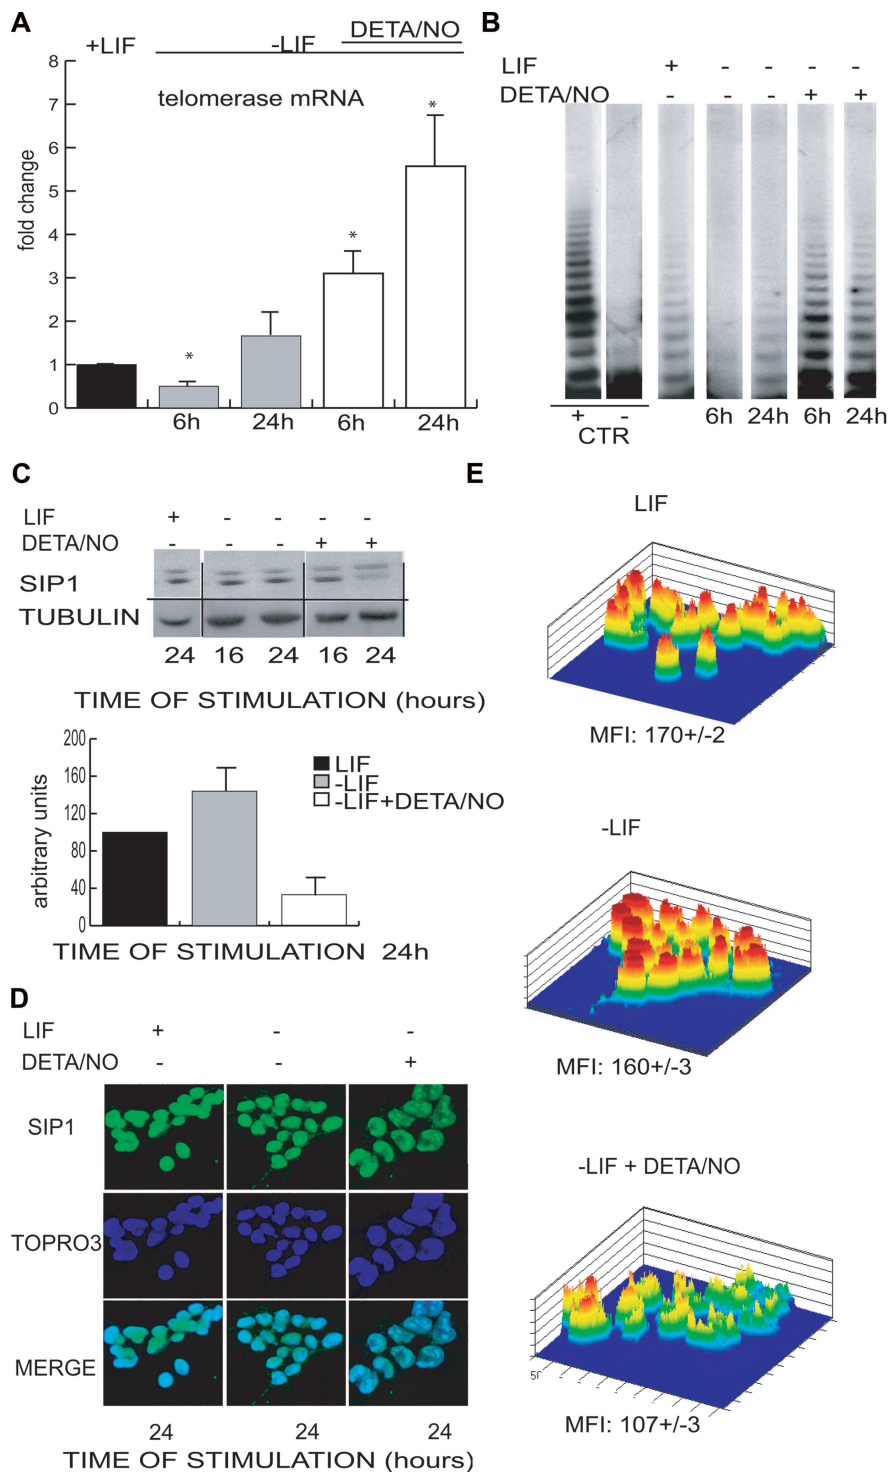 A
DETA/NO
+LIF -LIF
telomerase mRNA
fold change
8
7
6
5
4
3
2
1
0
*
*
*
6h 24h 6h 24h
B
LIF + - - - -
DETA/NO - - - + +
+ - 6h 24h 6h 24h
CTR
C
LIF + - - - -
DETA/NO - - - + +
SIP1
TUBULIN
24 16 24 16 24
TIME OF STIMULATION (hours)
arbitrary units
200
160
120
80
40
0
LIF
-LIF
-LIF+DETA/NO
TIME OF STIMULATION 24h
D
LIF + - -
DETA/NO - - +
SIP1
TOPRO3
MERGE
24 24 24
TIME OF STIMULATION (hours)
E
LIF
MFI: 170+/-2
-LIF
MFI: 160+/-3
-LIF + DETA/NO
MFI: 107+/-3